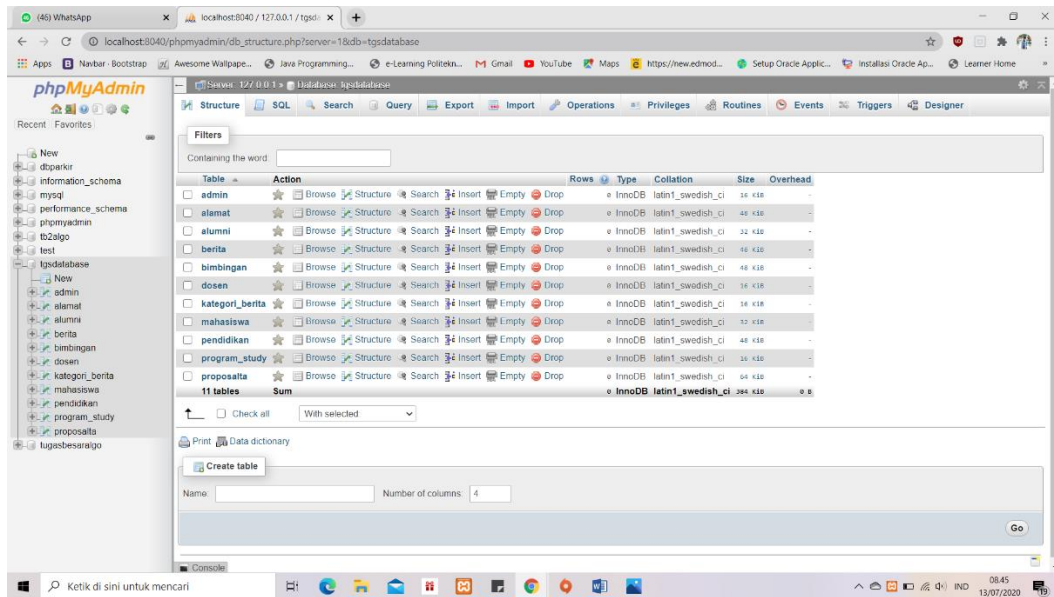 (46) WhatsApp
localhost:8040 / 127.0.0.1 / tgsda
localhost:8040/phpmyadmin/db_structure.php?server=1&db=tgsdatabase
Apps Navbar · Bootstrap Awesome Wallpape... Java Programming... e-Learning Politekn... Gmail YouTube Maps https://new.edmod... Setup Oracle Applic... Installasi Oracle Ap... Learner Home
phpMyAdmin
Recent Favorites
New
dbparkir
information_schema
mysql
performance_schema
phpmyadmin
tb2algo
test
tgsdatabase
New
admin
alamat
alumni
berita
bimbingan
dosen
kategori_berita
mahasiswa
pendidikan
program_study
proposalta
tugasbesaralgo
Server: 127.0.0.1 » Database: tgsdatabase
Structure SQL Search Query Export Import Operations Privileges Routines Events Triggers Designer
Filters
Containing the word:
Table Action Rows Type Collation Size Overhead
admin Browse Structure Search Insert Empty Drop 0 InnoDB latin1_swedish_ci 16 KiB -
alamat Browse Structure Search Insert Empty Drop 0 InnoDB latin1_swedish_ci 48 KiB -
alumni Browse Structure Search Insert Empty Drop 0 InnoDB latin1_swedish_ci 32 KiB -
berita Browse Structure Search Insert Empty Drop 0 InnoDB latin1_swedish_ci 48 KiB -
bimbingan Browse Structure Search Insert Empty Drop 0 InnoDB latin1_swedish_ci 48 KiB -
dosen Browse Structure Search Insert Empty Drop 0 InnoDB latin1_swedish_ci 16 KiB -
kategori_berita Browse Structure Search Insert Empty Drop 0 InnoDB latin1_swedish_ci 16 KiB -
mahasiswa Browse Structure Search Insert Empty Drop 0 InnoDB latin1_swedish_ci 32 KiB -
pendidikan Browse Structure Search Insert Empty Drop 0 InnoDB latin1_swedish_ci 48 KiB -
program_study Browse Structure Search Insert Empty Drop 0 InnoDB latin1_swedish_ci 16 KiB -
proposalta Browse Structure Search Insert Empty Drop 0 InnoDB latin1_swedish_ci 64 KiB -
11 tables Sum 0 InnoDB latin1_swedish_ci 384 KiB 0 B
Check all With selected:
Print Data dictionary
Create table
Name: Number of columns: 4
Go
Console
Ketik di sini untuk mencari
IND
08.45
13/07/2020
19